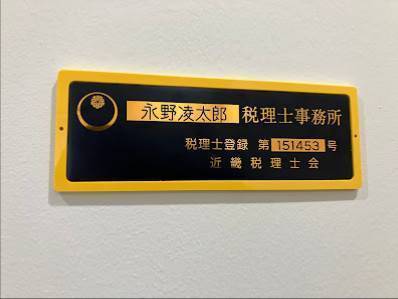 永野凌太郎 税理士事務所
税理士登録 第 151453 号
近畿税理士会